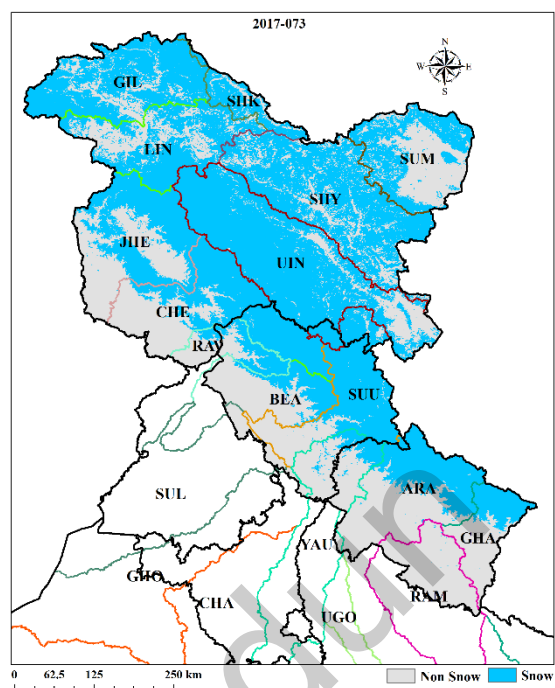 2017-073
N
W E
S
GIL
SHK
LIN
SUM
SHY
JHE
UIN
CHE
RAV
BEA
SUU
ARA
SUL
GHA
YAU
GHO
CHA
RAM
UGO
dun
0 62.5 125 250 km
Non Snow Snow